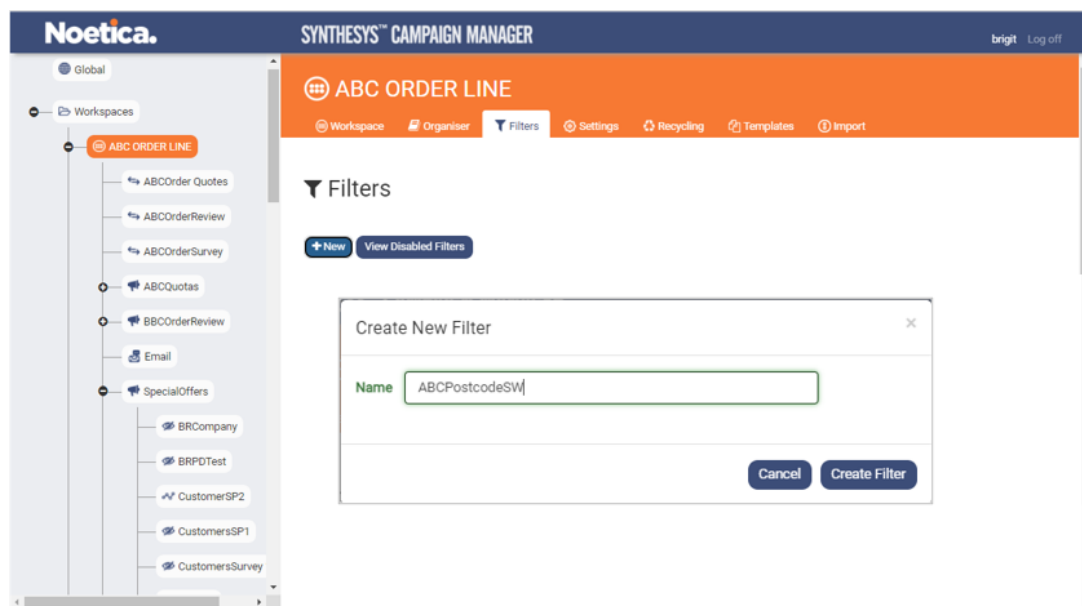 Noetica.
SYNTHESYS™ CAMPAIGN MANAGER
brigit Log off
Global
Workspaces
ABC ORDER LINE
ABCOrder Quotes
ABCOrderReview
ABCOrderSurvey
ABCQuotas
BBCOrderReview
Email
SpecialOffers
BRCompany
BRPDTest
CustomerSP2
CustomersSP1
CustomersSurvey
ABC ORDER LINE
Workspace Organiser Filters Settings Recycling Templates Import
Filters
+ New View Disabled Filters
Create New Filter ×
Name ABCPostcodeSW
Cancel Create Filter